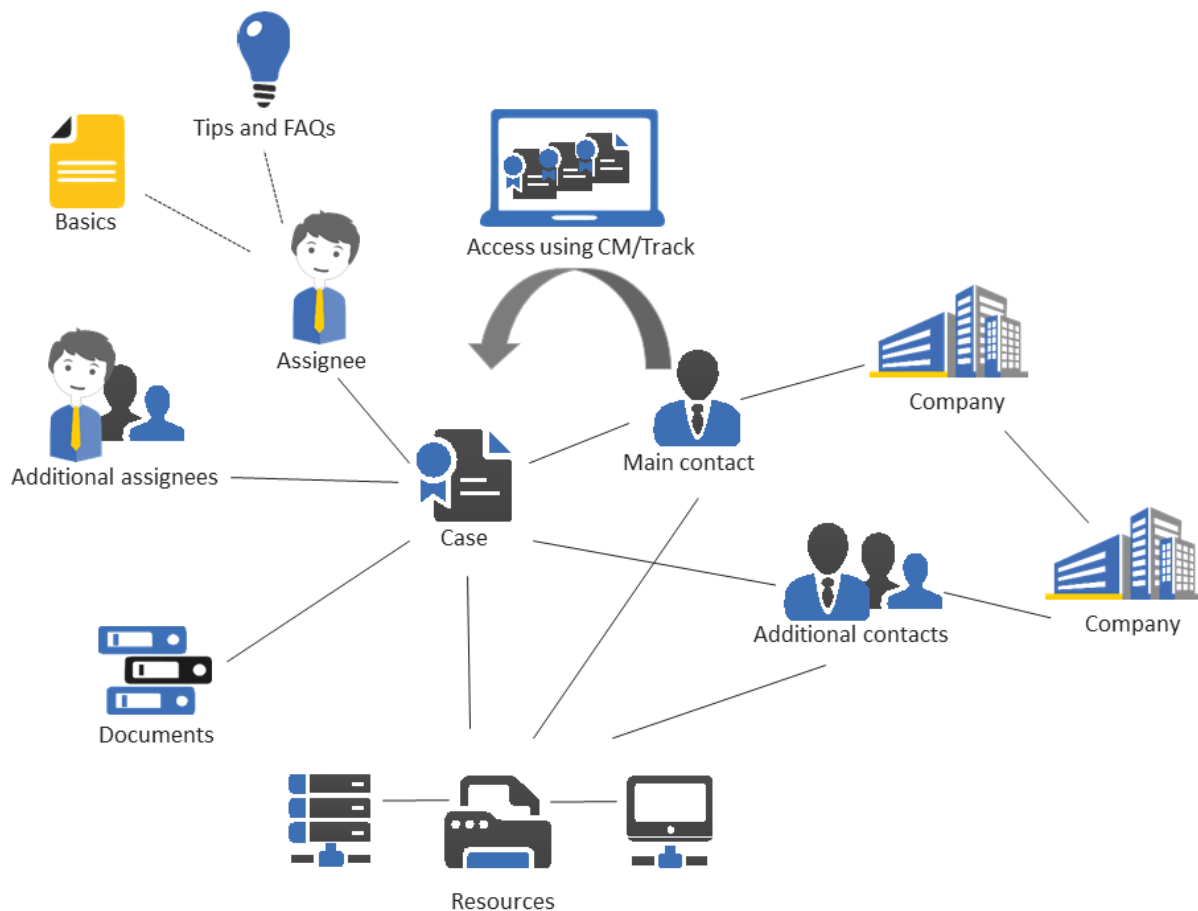 Tips and FAQs
Basics
Access using CM/Track
Assignee
Company
Main contact
Additional assignees
Case
Company
Additional contacts
Documents
Resources